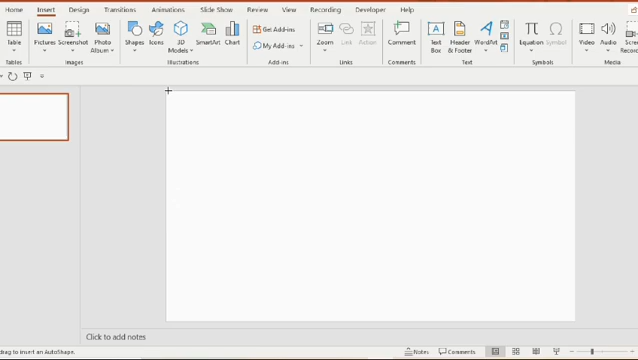 Home Insert Design Transitions Animations Slide Show Review View Recording Developer Help
Table Pictures Screenshot Photo Album Shapes Icons 3D Models SmartArt Chart Get Add-ins My Add-ins Zoom Link Action Comment Text Box Header & Footer WordArt Equation Symbol Video Audio
Images Illustrations Add-ins Links Comments Text Symbols Media
Click to add notes
drag to insert an AutoShape. Notes Comments